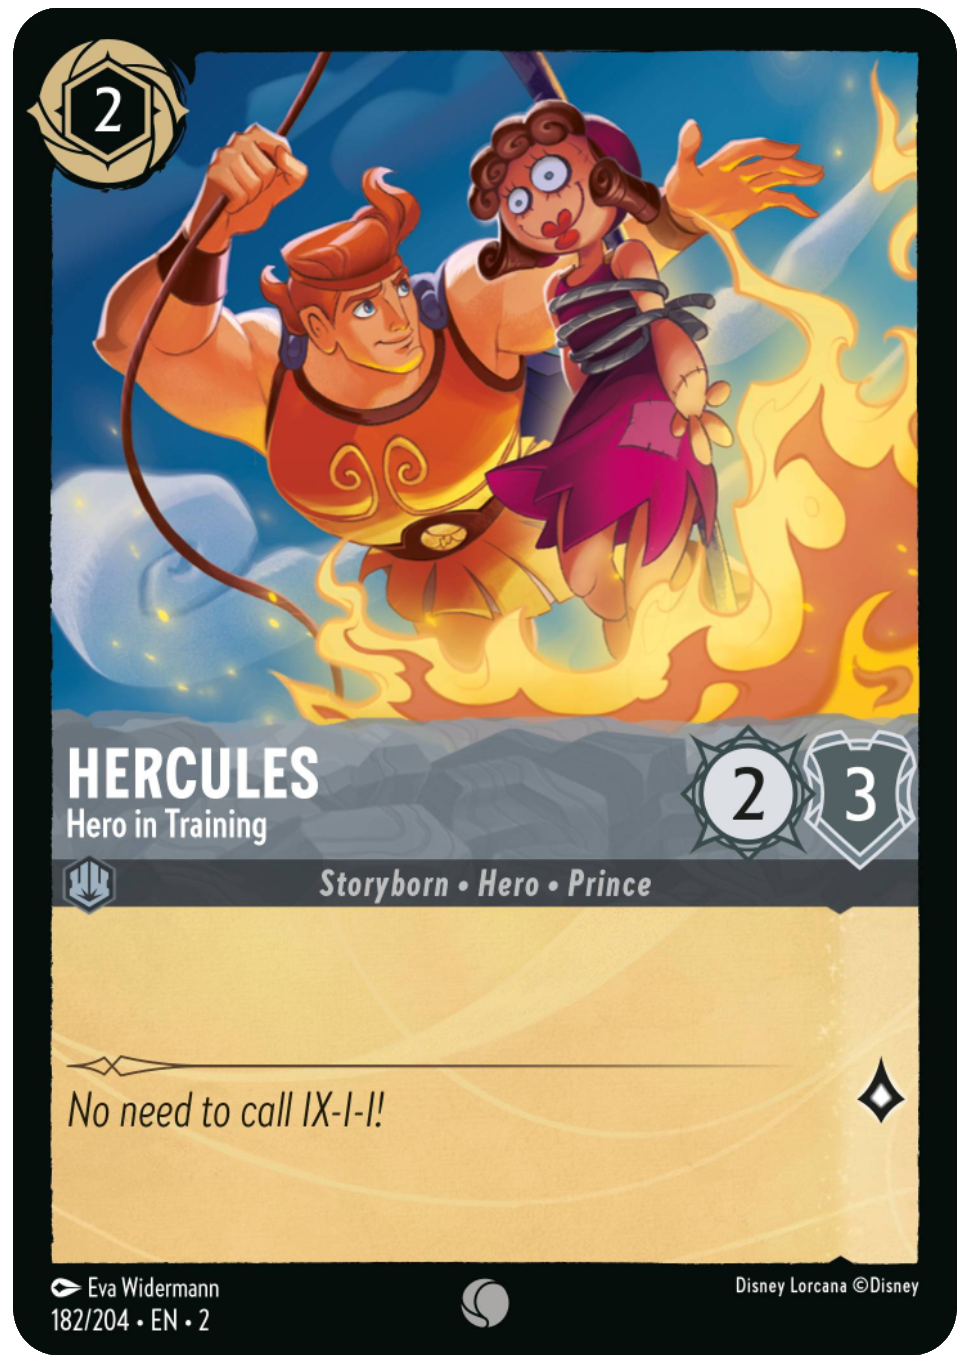 2
HERCULES
Hero in Training
2 3
Storyborn • Hero • Prince
No need to call IX-I-I!
Eva Widermann
182/204 • EN • 2
Disney Lorcana ©Disney